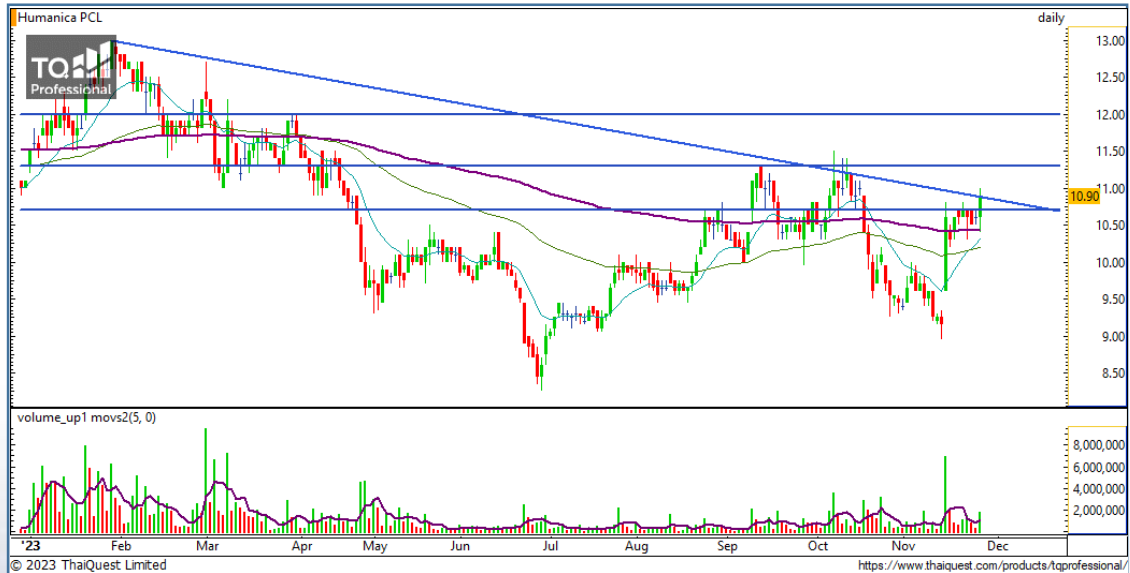 Humanica PCL daily
TQ
Professional
13.00
12.50
12.00
11.50
11.00
10.90
10.50
10.00
9.50
9.00
8.50
volume_up1 movs2(5, 0)
8,000,000
6,000,000
4,000,000
2,000,000
'23 Feb Mar Apr May Jun Jul Aug Sep Oct Nov Dec
© 2023 ThaiQuest Limited https://www.thaiquest.com/products/tqprofessional/